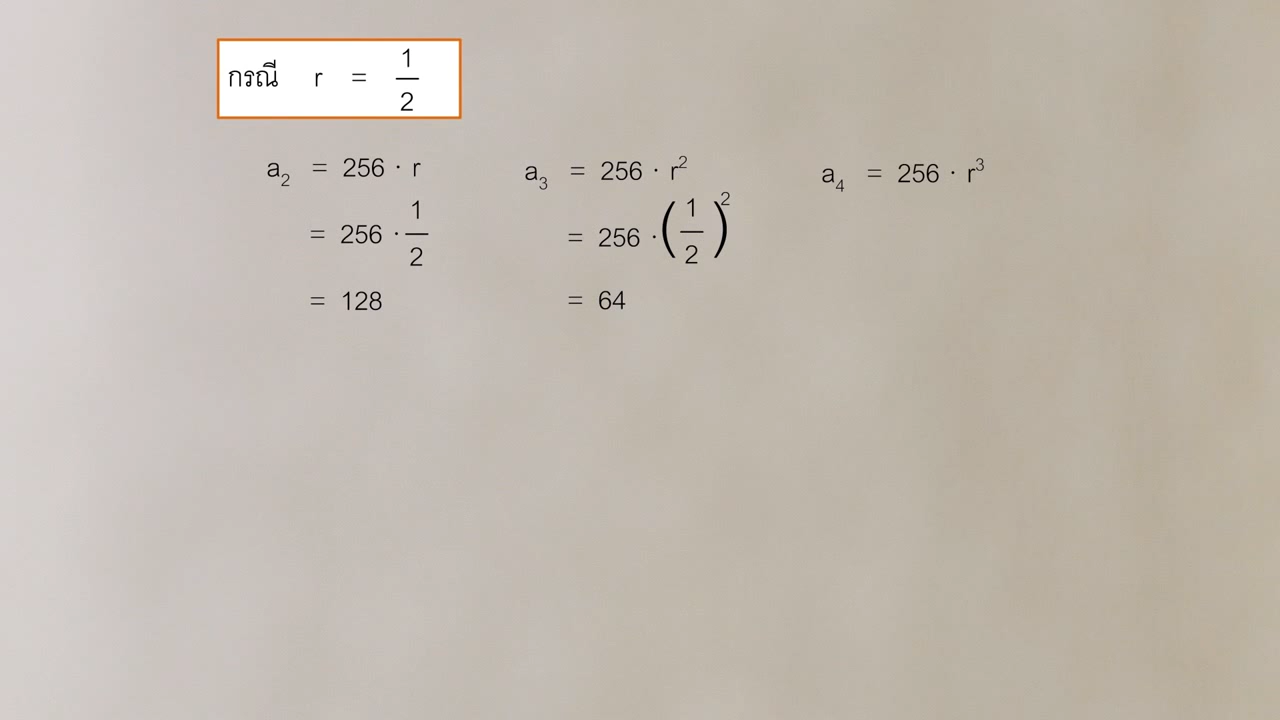 กรณี r = 1/2
a₂ = 256 · r
= 256 · 1/2
= 128
a₃ = 256 · r²
= 256 · (1/2)²
= 64
a₄ = 256 · r³